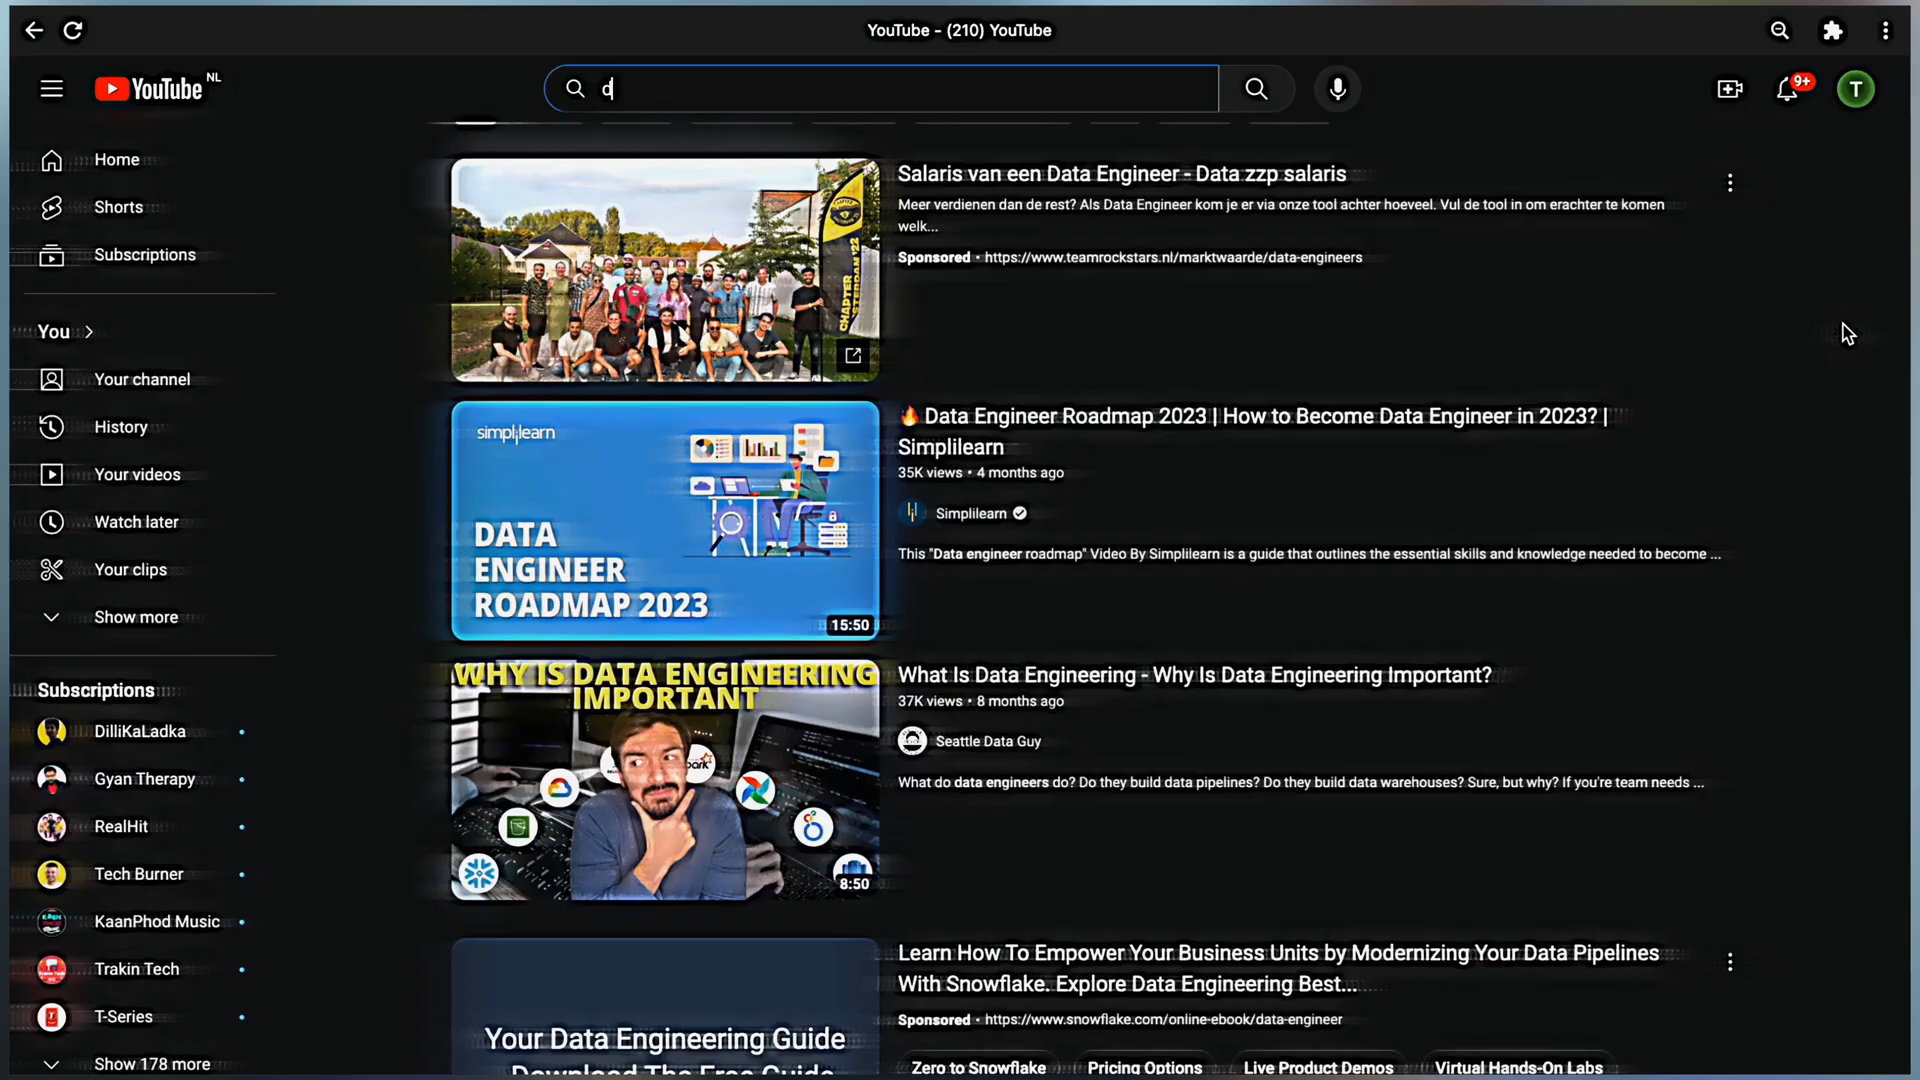 YouTube - (210) YouTube
YouTube NL
d
9+
T
Home
Shorts
Subscriptions
You
Your channel
History
Your videos
Watch later
Your clips
Show more
Subscriptions
DilliKaLadka
Gyan Therapy
RealHit
Tech Burner
KaanPhod Music
Trakin Tech
T-Series
Show 178 more
CHAPTER
Salaris van een Data Engineer - Data zzp salaris
Meer verdienen dan de rest? Als Data Engineer kom je er via onze tool achter hoeveel. Vul de tool in om erachter te komen
welk...
Sponsored • https://www.teamrockstars.nl/marktwaarde/data-engineers
simplilearn
DATA
ENGINEER
ROADMAP 2023
15:50
🔥 Data Engineer Roadmap 2023 | How to Become Data Engineer in 2023? |
Simplilearn
35K views • 4 months ago
Simplilearn
This "Data engineer roadmap" Video By Simplilearn is a guide that outlines the essential skills and knowledge needed to become ...
WHY IS DATA ENGINEERING
IMPORTANT
8:50
What Is Data Engineering - Why Is Data Engineering Important?
37K views • 8 months ago
Seattle Data Guy
What do data engineers do? Do they build data pipelines? Do they build data warehouses? Sure, but why? If you're team needs ...
Your Data Engineering Guide
Download The Free Guide
Learn How To Empower Your Business Units by Modernizing Your Data Pipelines
With Snowflake. Explore Data Engineering Best...
Sponsored • https://www.snowflake.com/online-ebook/data-engineer
Zero to Snowflake
Pricing Options
Live Product Demos
Virtual Hands-On Labs